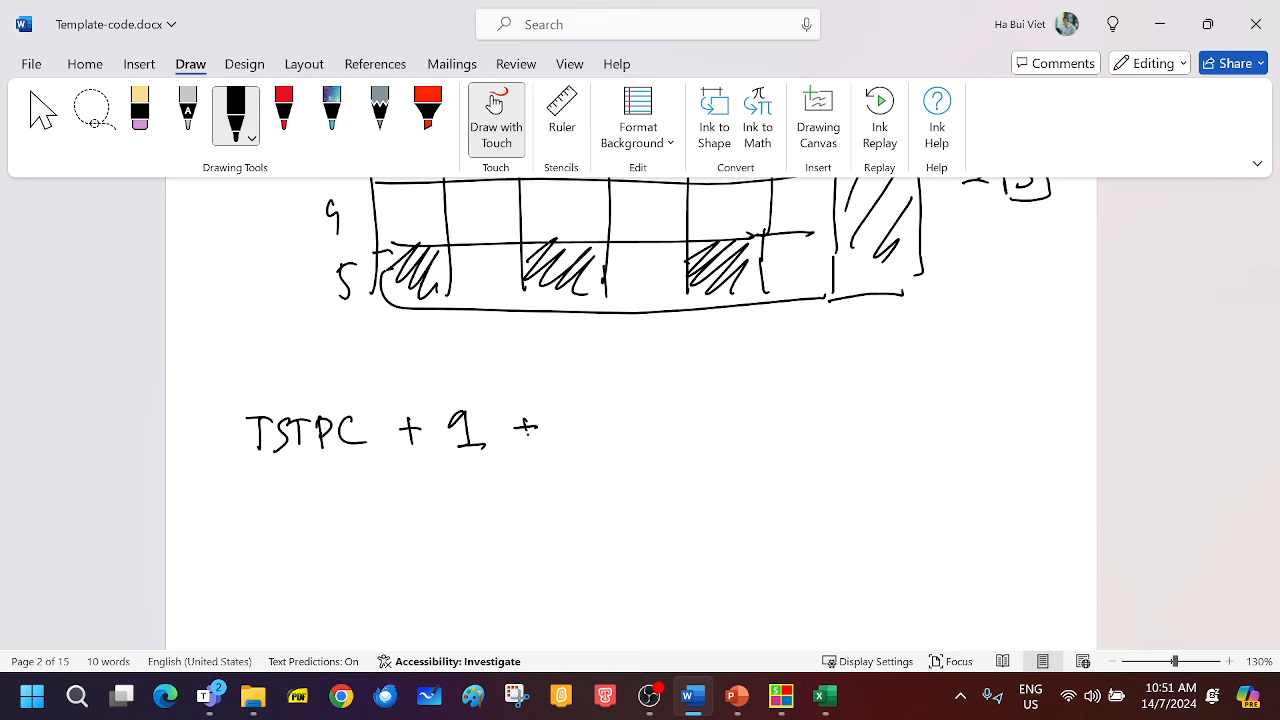 Template-code.docx
Search
Ha Bui Viet
File Home Insert Draw Design Layout References Mailings Review View Help
Comments Editing Share
Draw with Touch
Ruler
Format Background
Ink to Shape
Ink to Math
Drawing Canvas
Ink Replay
Ink Help
Drawing Tools Touch Stencils Edit Convert Insert Replay Help
5
TSTPC + 1 +
Page 2 of 15 10 words English (United States) Text Predictions: On Accessibility: Investigate Display Settings Focus 130%
ENG
US
10:51 AM
14/7/2024